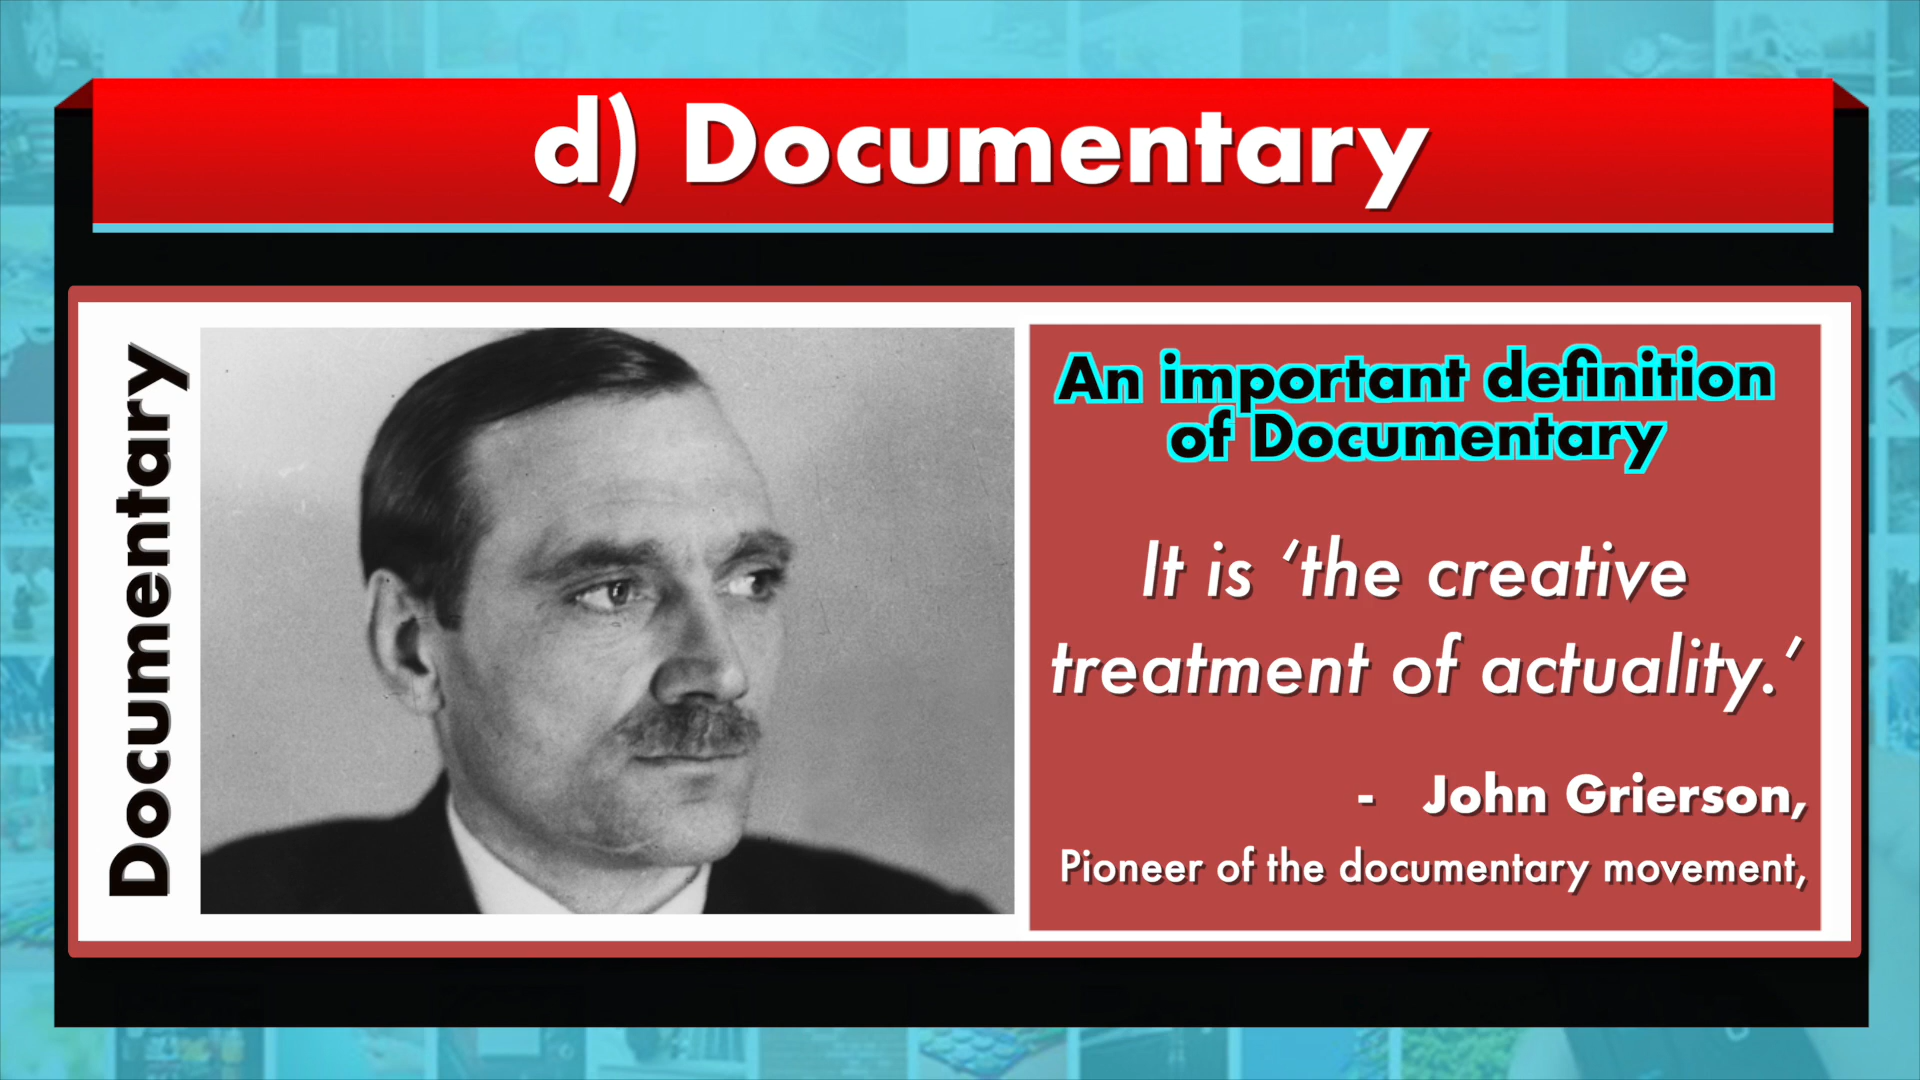 d) Documentary
Documentary
An important definition
of Documentary
It is ‘the creative
treatment of actuality.’
- John Grierson,
Pioneer of the documentary movement,